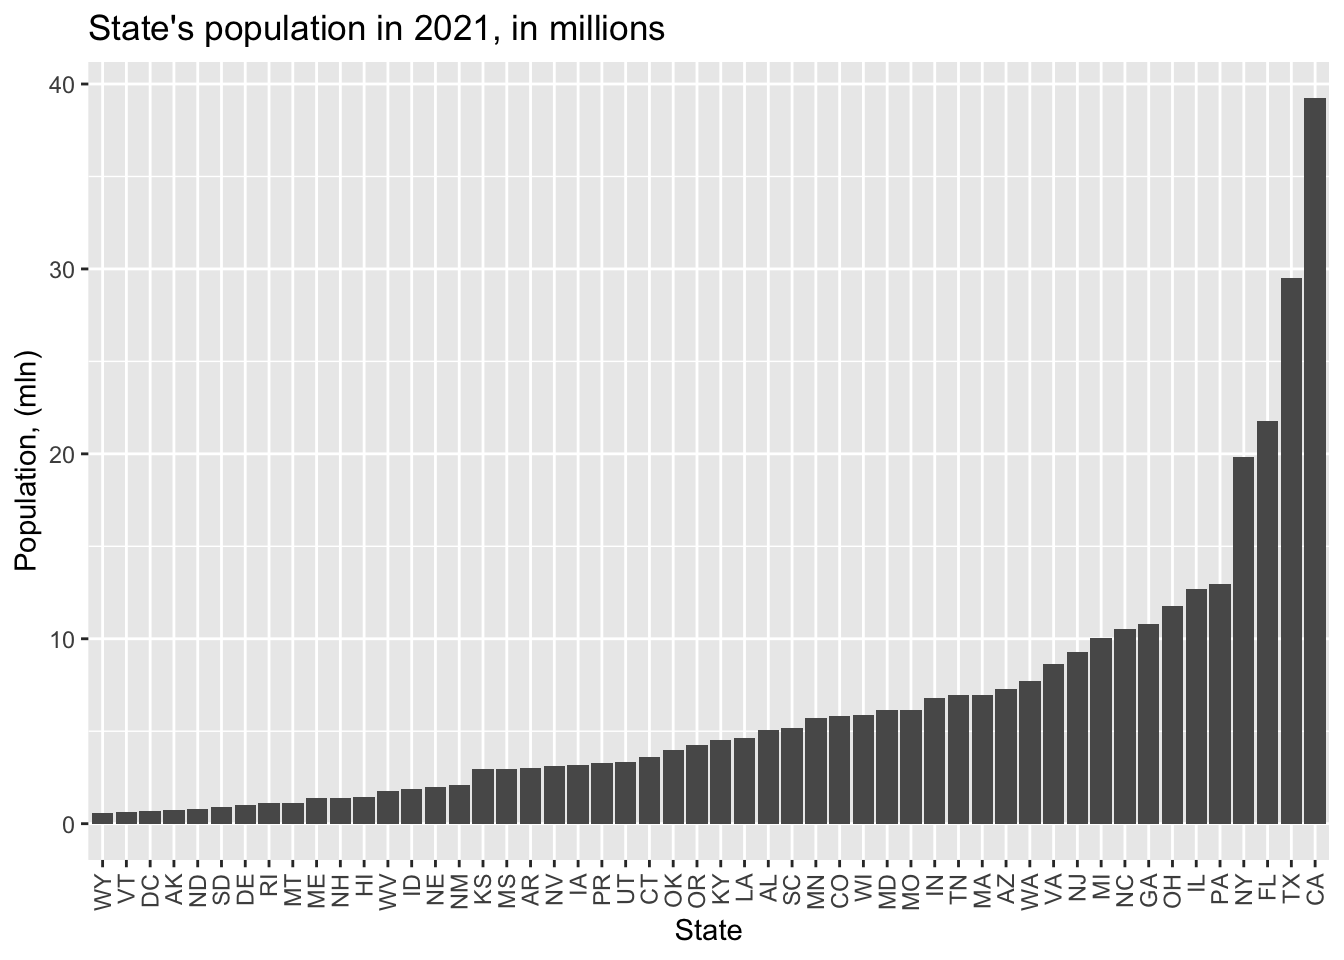 State's population in 2021, in millions
Population, (mln)
40
30
20
10
0
WY VT DC AK ND SD DE RI MT ME NH HI WV ID NE NM KS MS AR NV IA PR UT CT OK OR KY LA AL SC MN CO WI MD MO IN TN MA AZ WA VA NJ MI NC GA OH IL PA NY FL TX CA
State